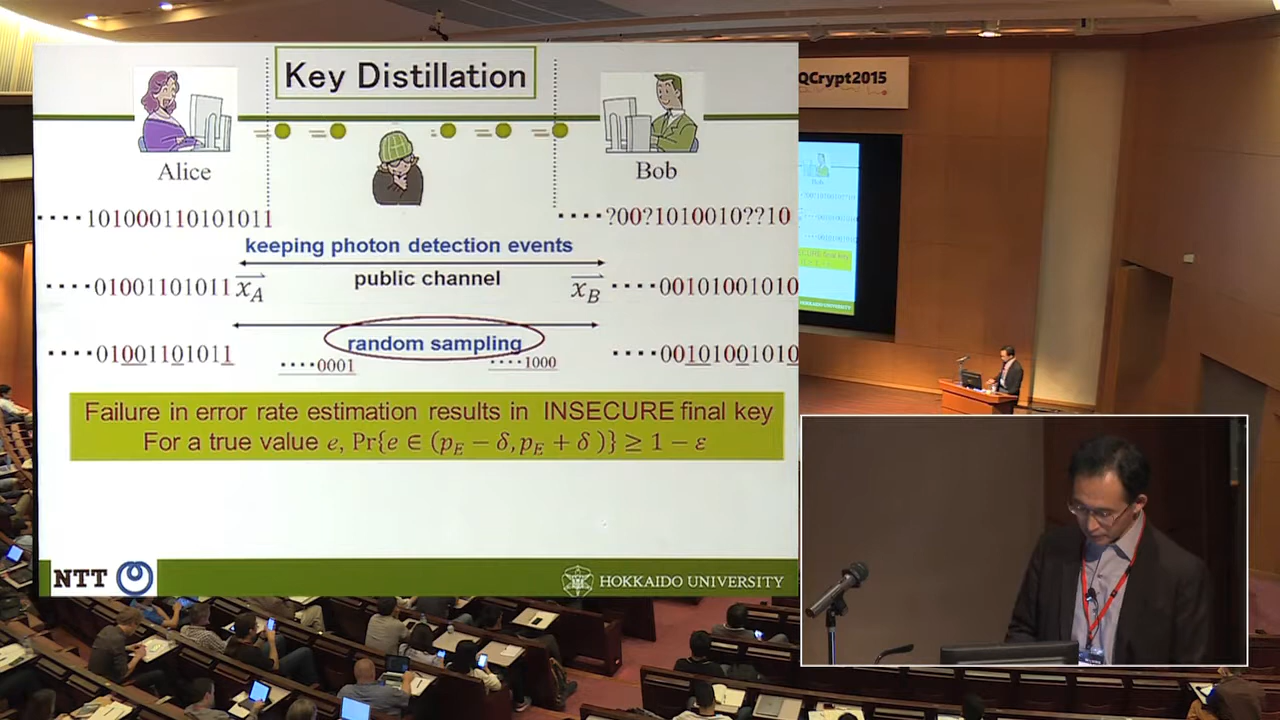 Key Distillation
QCrypt2015
Alice
Bob
····101000110101011
····?00?1010010??10
keeping photon detection events
public channel
····01001101011 x_A
x_B ····00101001010
random sampling
····01001101011
····0001
····1000
····00101001010
Failure in error rate estimation results in INSECURE final key
For a true value e, Pr{e ∈ (p_E − δ, p_E + δ )} ≥ 1 − ε
NTT
HOKKAIDO UNIVERSITY